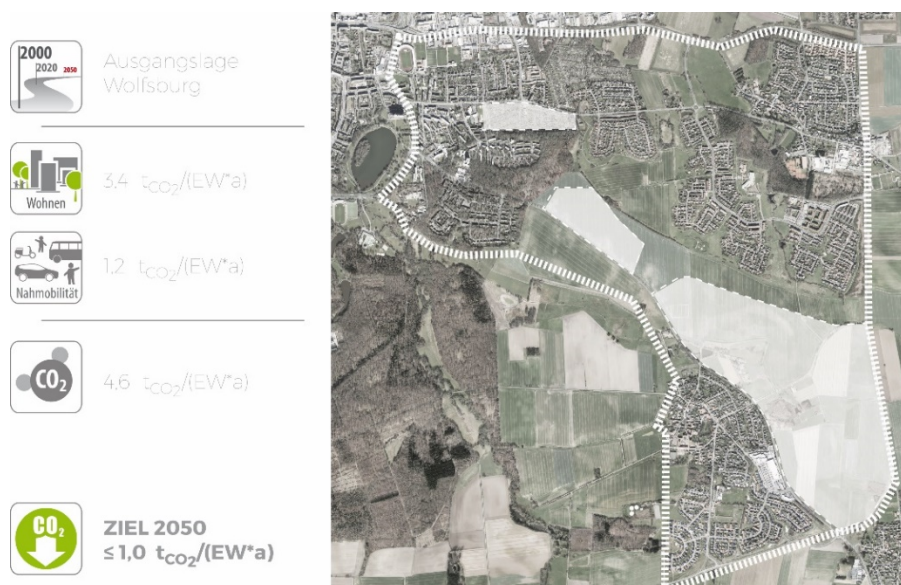 2000
2020 2050
Ausgangslage
Wolfsburg
Wohnen
3,4 tCO2/(EW*a)
Nahmobilität
1,2 tCO2/(EW*a)
CO2
4,6 tCO2/(EW*a)
CO2
ZIEL 2050
≤ 1,0 tCO2/(EW*a)